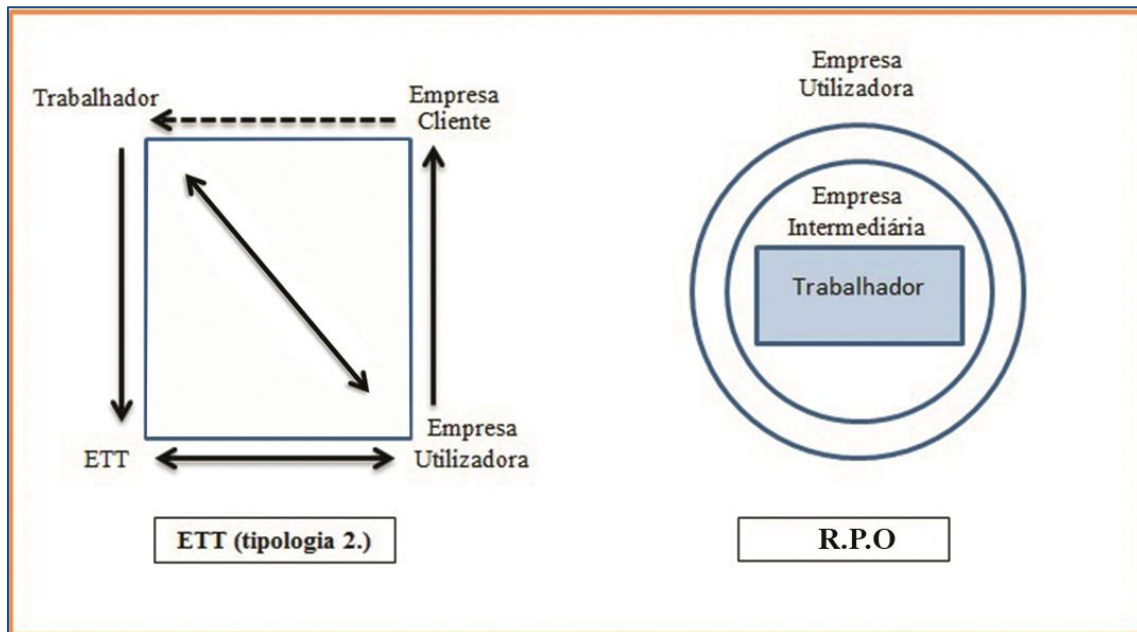 Trabalhador
Empresa
Cliente
ETT
Empresa
Utilizadora
ETT (tipologia 2.)
Empresa
Utilizadora
Empresa
Intermediária
Trabalhador
R.P.O